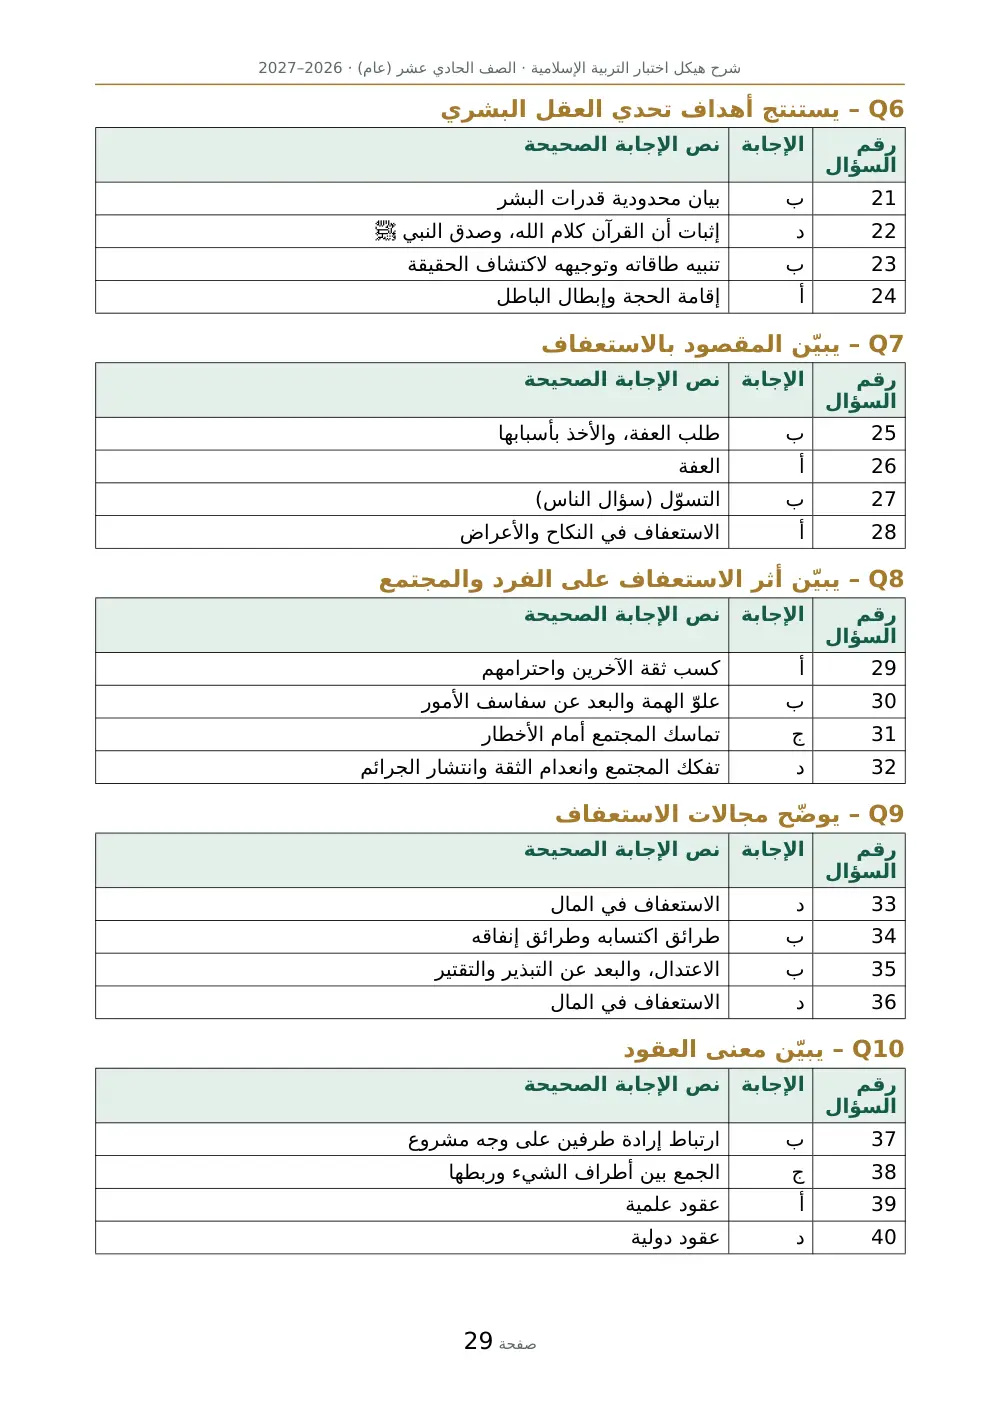 شرح هيكل اختبار التربية الإسلامية · الصف الحادي عشر (عام) · 2026–2027
Q6 – يستنتج أهداف تحدي العقل البشري
رقم السؤال الإجابة نص الإجابة الصحيحة
21 ب بيان محدودية قدرات البشر
22 د إثبات أن القرآن كلام الله، وصدق النبي ﷺ
23 ب تنبيه طاقاته وتوجيهه لاكتشاف الحقيقة
24 أ إقامة الحجة وإبطال الباطل
Q7 – يبيّن المقصود بالاستعفاف
رقم السؤال الإجابة نص الإجابة الصحيحة
25 ب طلب العفة، والأخذ بأسبابها
26 أ العفة
27 ب التسوّل (سؤال الناس)
28 أ الاستعفاف في النكاح والأعراض
Q8 – يبيّن أثر الاستعفاف على الفرد والمجتمع
رقم السؤال الإجابة نص الإجابة الصحيحة
29 أ كسب ثقة الآخرين واحترامهم
30 ب علوّ الهمة والبعد عن سفاسف الأمور
31 ج تماسك المجتمع أمام الأخطار
32 د تفكك المجتمع وانعدام الثقة وانتشار الجرائم
Q9 – يوضّح مجالات الاستعفاف
رقم السؤال الإجابة نص الإجابة الصحيحة
33 د الاستعفاف في المال
34 ب طرائق اكتسابه وطرائق إنفاقه
35 ب الاعتدال، والبعد عن التبذير والتقتير
36 د الاستعفاف في المال
Q10 – يبيّن معنى العقود
رقم السؤال الإجابة نص الإجابة الصحيحة
37 ب ارتباط إرادة طرفين على وجه مشروع
38 ج الجمع بين أطراف الشيء وربطها
39 أ عقود علمية
40 د عقود دولية
صفحة 29